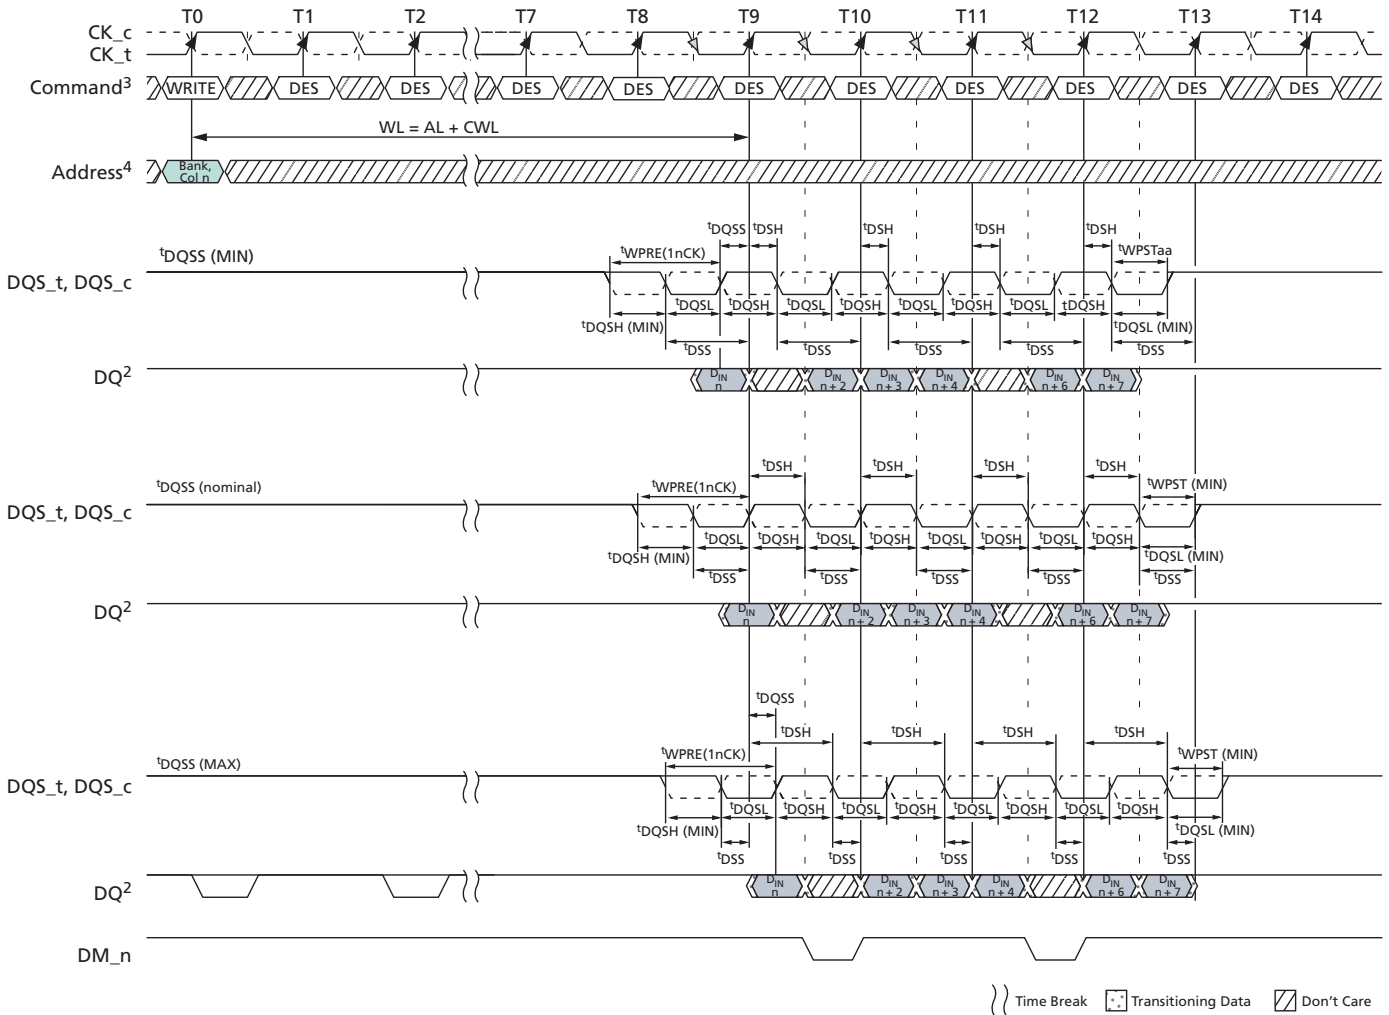 T0 T1 T2 T7 T8 T9 T10 T11 T12 T13 T14
CK_c
CK_t
Command3 WRITE DES DES DES DES DES DES DES DES DES DES
WL = AL + CWL
Address4 Bank, Col n
tDQSS tDSH tDSH tDSH tDSH
tDQSS (MIN) tWPRE(1nCK) tWPSTaa
DQS_t, DQS_c
tDQSL tDQSH tDQSL tDQSH tDQSL tDQSH tDQSL tDQSH
tDQSH (MIN) tDQSL (MIN)
tDSS tDSS tDSS tDSS tDSS
DQ2 DIN n DIN n + 2 DIN n + 3 DIN n + 4 DIN n + 6 DIN n + 7
tDSH tDSH tDSH tDSH
tDQSS (nominal) tWPRE(1nCK) tWPST (MIN)
DQS_t, DQS_c
tDQSL tDQSH tDQSL tDQSH tDQSL tDQSH tDQSL tDQSH
tDQSH (MIN) tDQSL (MIN)
tDSS tDSS tDSS tDSS tDSS
DQ2 DIN n DIN n + 2 DIN n + 3 DIN n + 4 DIN n + 6 DIN n + 7
tDQSS
tDSH tDSH tDSH tDSH
tDQSS (MAX) tWPRE(1nCK) tWPST (MIN)
DQS_t, DQS_c
tDQSL tDQSH tDQSL tDQSH tDQSL tDQSH tDQSL tDQSH
tDQSH (MIN) tDQSL (MIN)
tDSS tDSS tDSS tDSS tDSS
DQ2 DIN n DIN n + 2 DIN n + 3 DIN n + 4 DIN n + 6 DIN n + 7
DM_n
Time Break Transitioning Data Don't Care